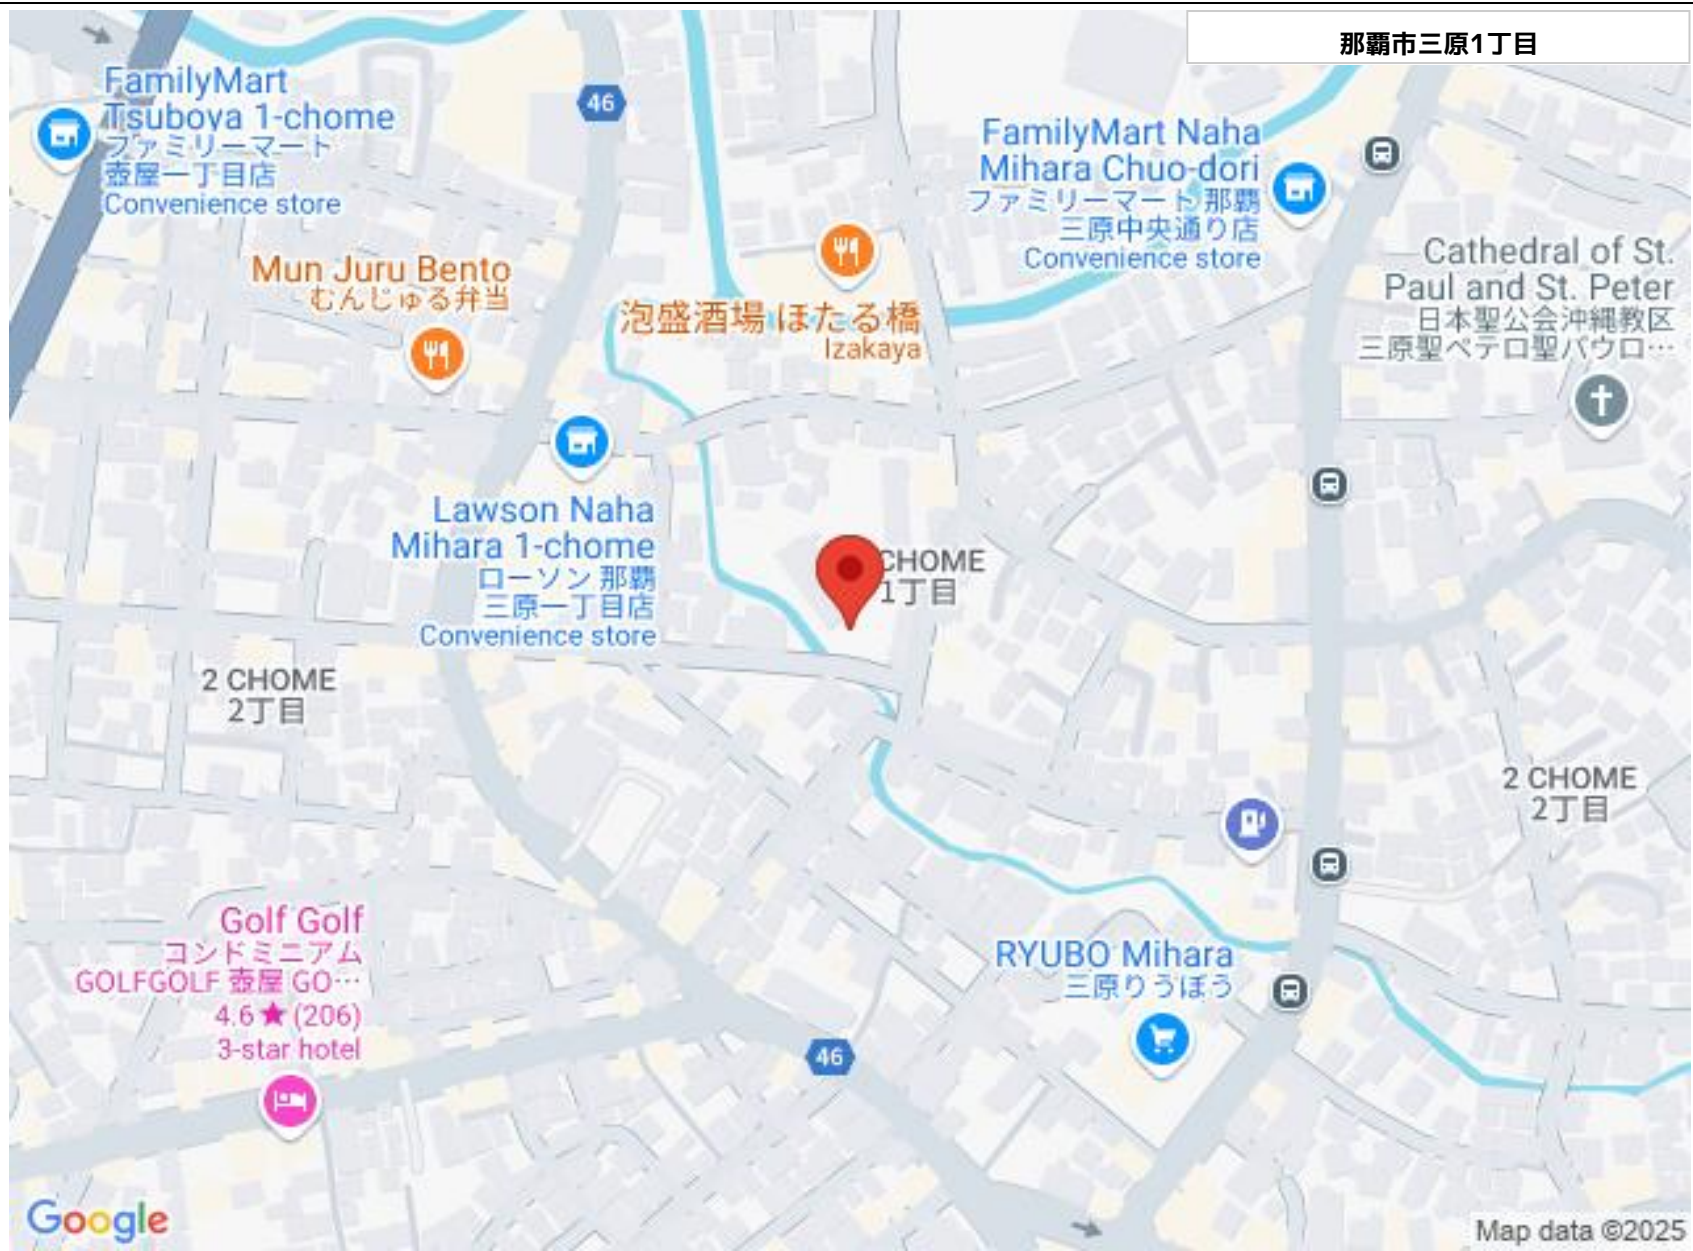 那覇市三原1丁目
46
FamilyMart
Tsuboya 1-chome
ファミリーマート
壺屋一丁目店
Convenience store
FamilyMart Naha
Mihara Chuo-dori
ファミリーマート 那覇
三原中央通り店
Convenience store
Mun Juru Bento
むんじゅる弁当
泡盛酒場 ほたる橋
Izakaya
Cathedral of St.
Paul and St. Peter
日本聖公会沖縄教区
三原聖ペテロ聖パウロ…
Lawson Naha
Mihara 1-chome
ローソン 那覇
三原一丁目店
Convenience store
CHOME
1丁目
2 CHOME
2丁目
2 CHOME
2丁目
Golf Golf
コンドミニアム
GOLFGOLF 壺屋 GO…
4.6★(206)
3-star hotel
RYUBO Mihara
三原りうぼう
46
Google
Map data ©2025